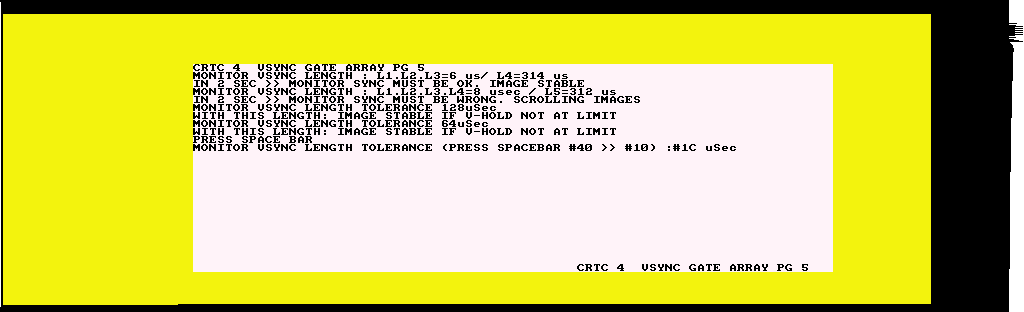 CRTC 4  VSYNC GATE ARRAY PG 5
MONITOR VSYNC LENGTH : L1.L2.L3=6 us/ L4=314 us
IN 2 SEC >> MONITOR SYNC MUST BE OK. IMAGE STABLE
MONITOR VSYNC LENGTH : L1.L2.L3.L4=8 usec / L5=312 us
IN 2 SEC >> MONITOR SYNC MUST BE WRONG. SCROLLING IMAGES
MONITOR VSYNC LENGTH TOLERANCE 128uSec
WITH THIS LENGTH: IMAGE STABLE IF V-HOLD NOT AT LIMIT
MONITOR VSYNC LENGTH TOLERANCE 64uSec
WITH THIS LENGTH: IMAGE STABLE IF V-HOLD NOT AT LIMIT
PRESS SPACE BAR
MONITOR VSYNC LENGTH TOLERANCE (PRESS SPACEBAR #40 >> #10) :#1C uSec
CRTC 4  VSYNC GATE ARRAY PG 5